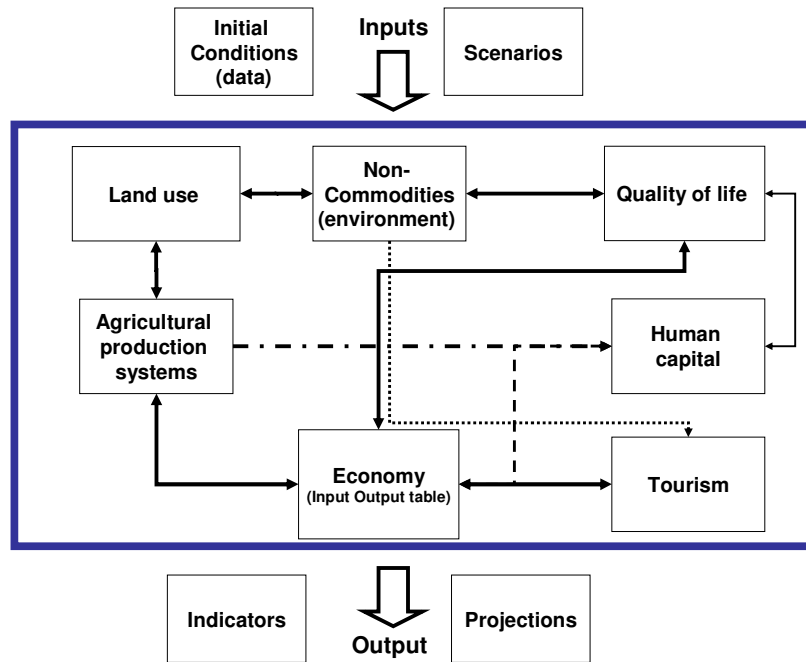 Initial
Conditions
(data)
Inputs
Scenarios
Land use
Non-
Commodities
(environment)
Quality of life
Agricultural
production
systems
Human
capital
Economy
(Input Output table)
Tourism
Indicators
Output
Projections